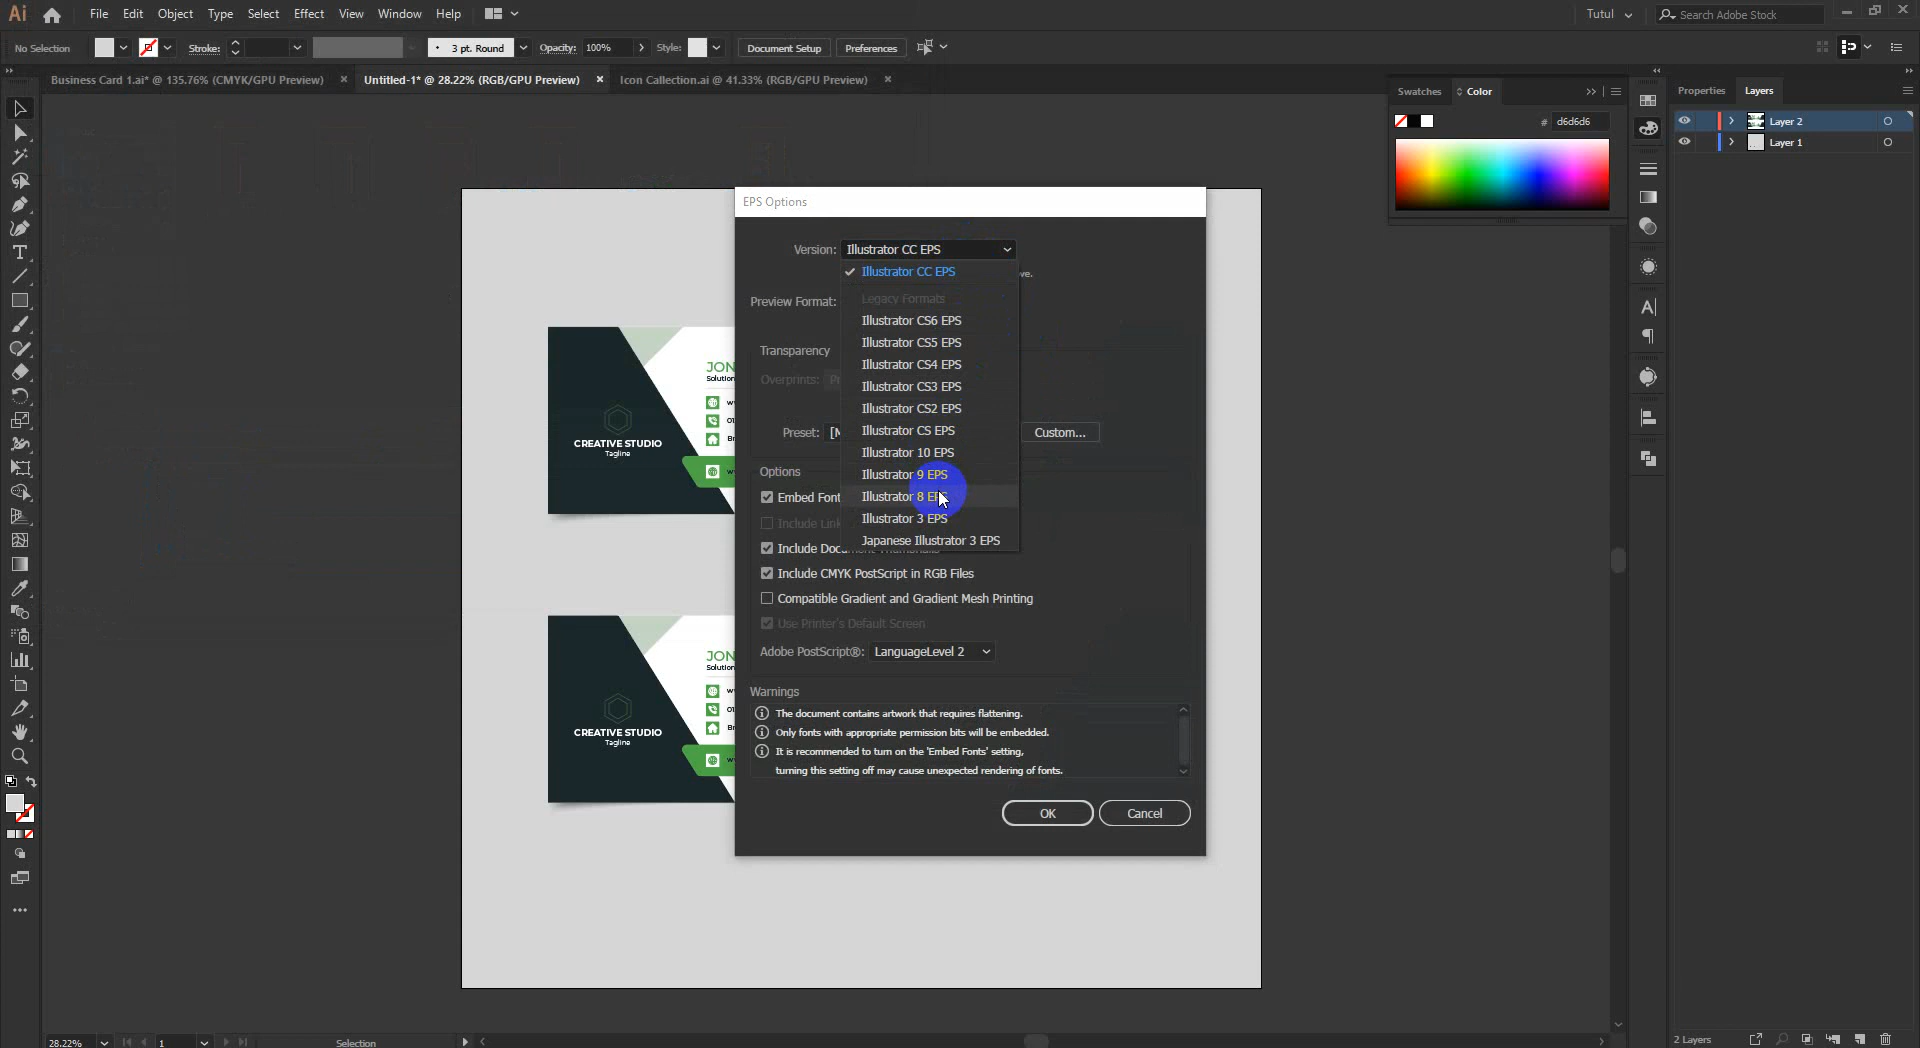 Ai File Edit Object Type Select Effect View Window Help Tutul Search Adobe Stock
No Selection Stroke: 3 pt. Round Opacity: 100% Style: Document Setup Preferences
Business Card 1.ai* @ 135.76% (CMYK/GPU Preview) × Untitled-1* @ 28.22% (RGB/GPU Preview) × Icon Callection.ai @ 41.33% (RGB/GPU Preview) ×
Swatches Color Properties Layers
# d6d6d6 Layer 2
Layer 1
EPS Options
Version: Illustrator CC EPS
Illustrator CC EPS
Legacy Formats
Preview Format:
Illustrator CS6 EPS
Illustrator CS5 EPS
Transparency
Illustrator CS4 EPS
Overprints:
Illustrator CS3 EPS
Illustrator CS2 EPS
Preset: Illustrator CS EPS Custom...
Illustrator 10 EPS
Options
Illustrator 9 EPS
Embed Font
Illustrator 8 EPS
Illustrator 3 EPS
Include Link
Japanese Illustrator 3 EPS
Include Document Thumbnails
Include CMYK PostScript in RGB Files
Compatible Gradient and Gradient Mesh Printing
Use Printer's Default Screen
Adobe PostScript®: LanguageLevel 2
Warnings
The document contains artwork that requires flattening.
Only fonts with appropriate permission bits will be embedded.
It is recommended to turn on the 'Embed Fonts' setting,
turning this setting off may cause unexpected rendering of fonts.
OK Cancel
JON
Solution
CREATIVE STUDIO
Tagline
JON
Solution
CREATIVE STUDIO
Tagline
28.22% 1 Selection 2 Layers